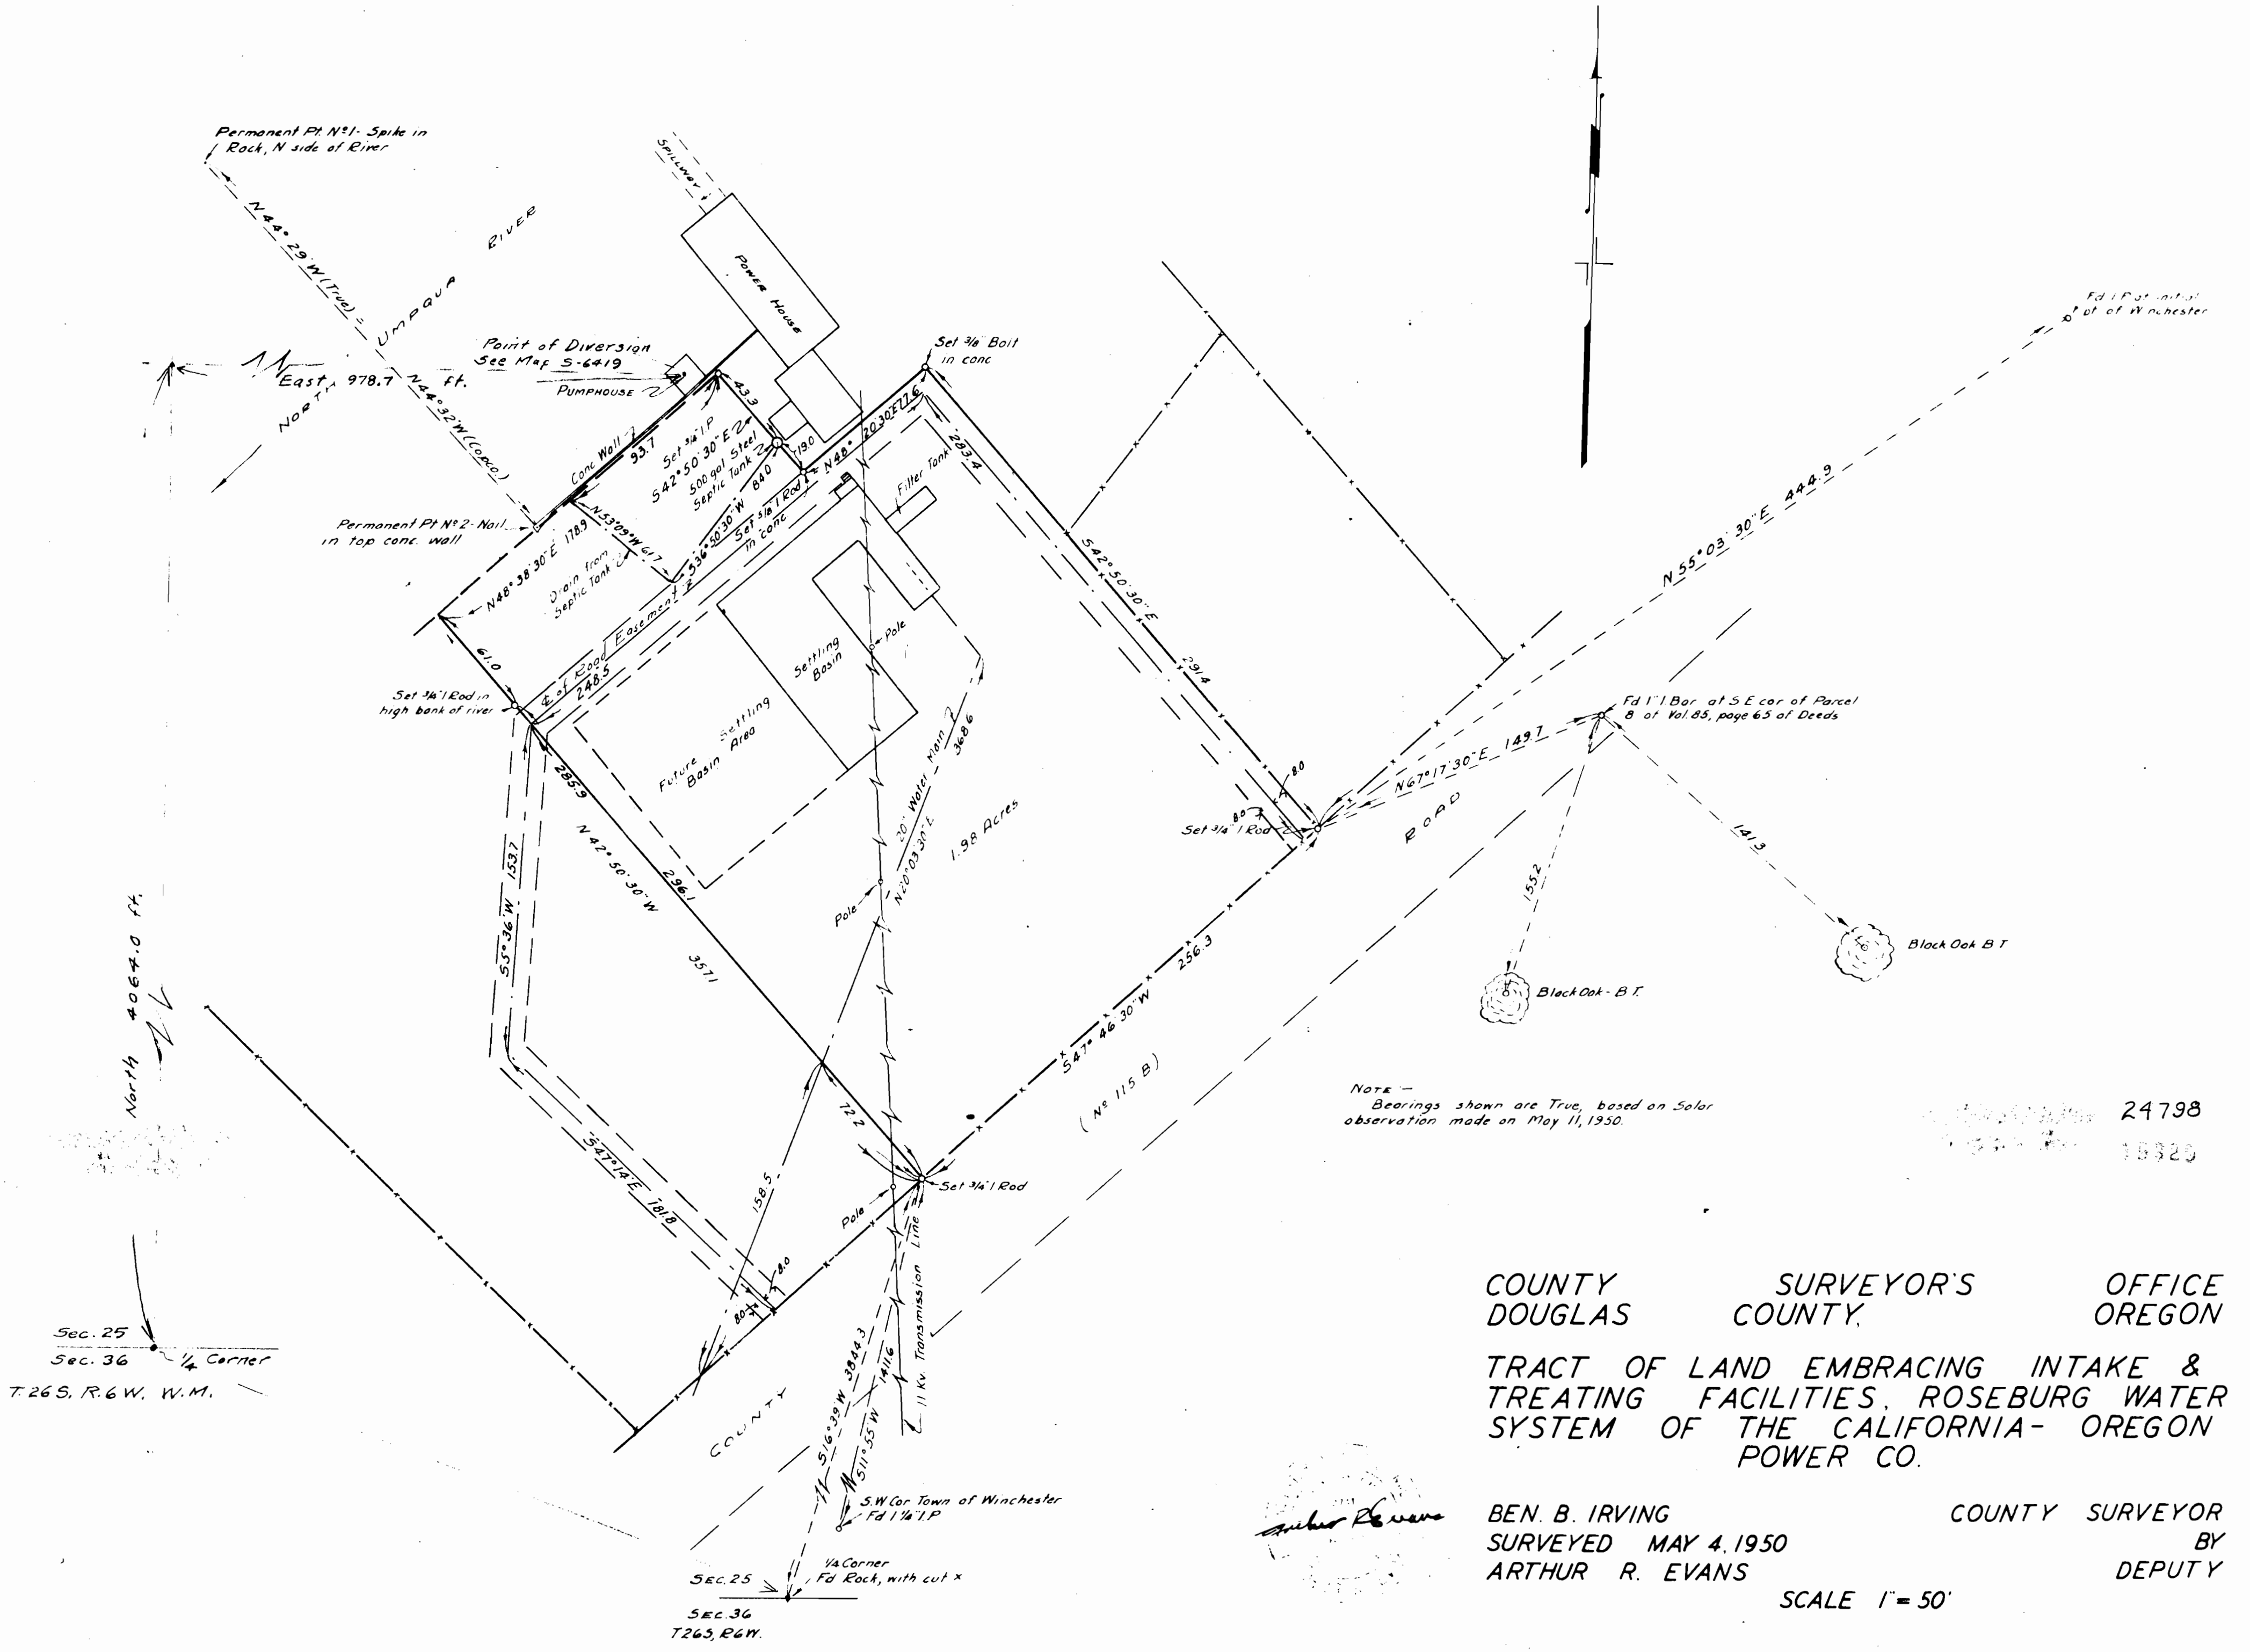 Permanent Pt. Nº1- Spike in
Rock, N side of River
N44° 29' W (True) =
N44°32'W (Copco)
NORTH UMPQUA RIVER
SPILLWAY
POWER HOUSE
Point of Diversion
See Map S-6419
PUMPHOUSE
East, 978.7 ft.
Set 3/8" Bolt
in conc
Fd I P at initial
pt of Winchester
Conc Wall
93.7
43.3
Set 3/4" I.P
S42°50'30"E
500 gal Steel
Septic Tank
84.0
19.0
N48° 20'30"E 77.6
283.4
Filter Tank
Permanent Pt Nº2- Nail
in top conc. wall
N48°38'30"E 178.9
N53°09'W 61.7
Drain from
Septic Tank
S36°50'30"W
Set 5/8" I Rod
in conc
Easement
℄ of Road
248.5
61.0
Set 3/4" I Rod in
high bank of river
Settling
Basin
Pole
Future Settling
Basin Area
20" Water Main
368.6
N20°03'30"E
1.98 Acres
S42°50'30"E
291.4
N 55°03'30"E 444.9
Fd 1" I Bar at S E cor of Parcel
8 of Vol. 85, page 65 of Deeds
N67°17'30"E 149.7
8.0
8.0
Set 3/4" I Rod
ROAD
141.3
155.2
Black Oak B T
Black Oak - B T.
285.9
N 42° 50' 30" W
296.1
357.1
Pole
S5°36'W 153.7
North 4064.0 ft.
256.3
S47° 46' 30" W
(Nº 115 B)
72.2
158.5
Set 3/4" I Rod
Pole
S47°14'E 181.8
8.0
8.0
11 Kv Transmission Line
S16°39'W 3844.3
S11°55'W 1411.6
COUNTY
NOTE -
Bearings shown are True, based on Solar
observation made on May 11, 1950.
24798
Sec. 25
Sec. 36 1/4 Corner
T. 26 S, R. 6 W. W.M.
S.W Cor Town of Winchester
Fd 1 1/4" I.P
1/4 Corner
Fd Rock, with cut x
SEC. 25
SEC. 36
T26S, R6W.
COUNTY SURVEYOR'S OFFICE
DOUGLAS COUNTY, OREGON
TRACT OF LAND EMBRACING INTAKE &
TREATING FACILITIES, ROSEBURG WATER
SYSTEM OF THE CALIFORNIA- OREGON
POWER CO.
Arthur R Evans
BEN. B. IRVING COUNTY SURVEYOR
SURVEYED MAY 4, 1950 BY
ARTHUR R. EVANS DEPUTY
SCALE 1" = 50'